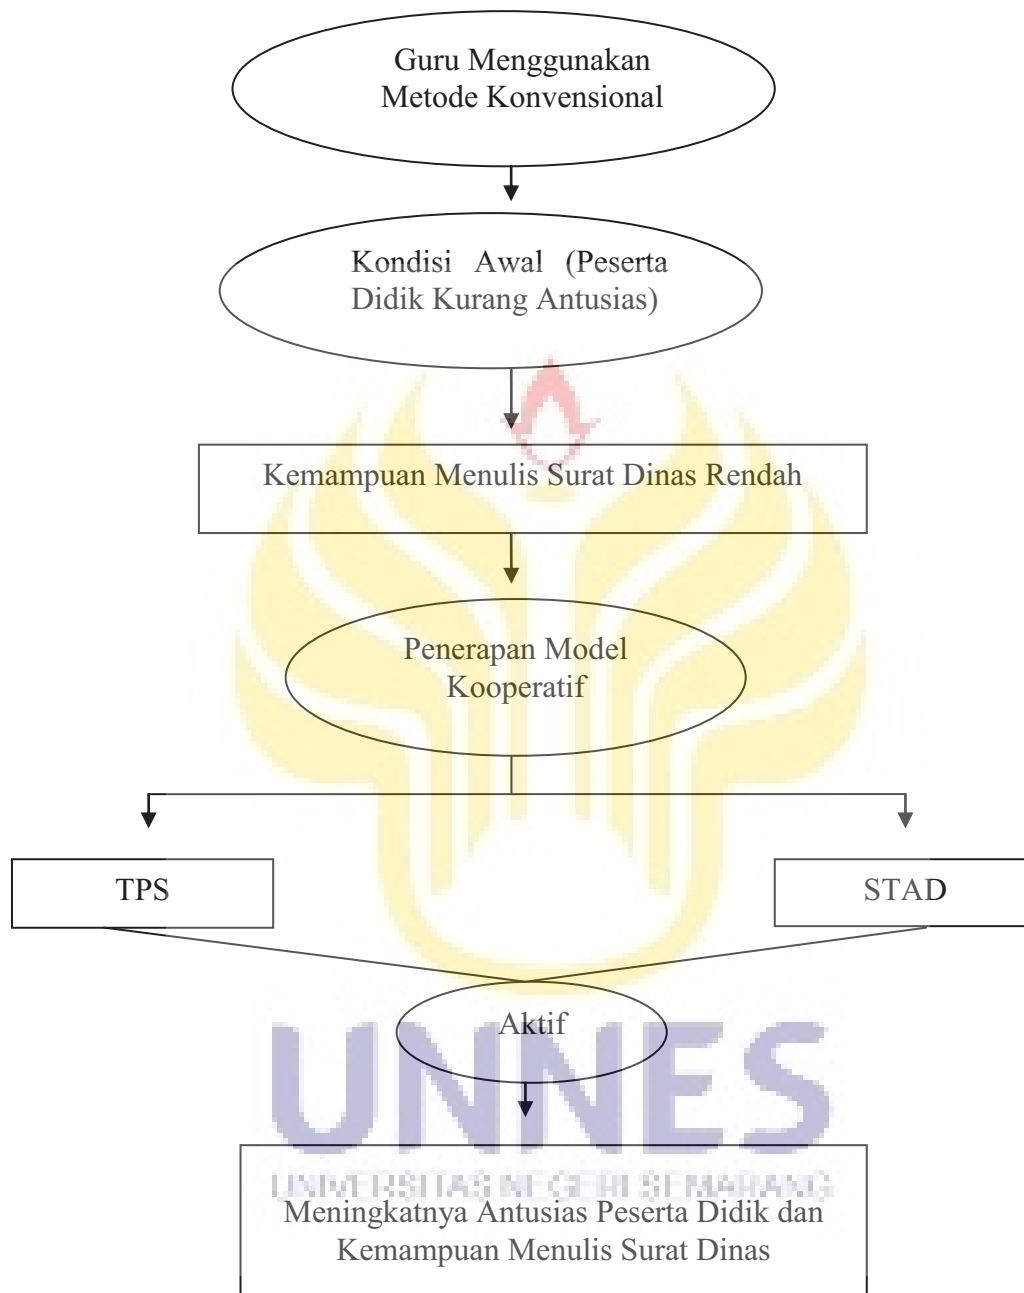 Guru Menggunakan
Metode Konvensional
Kondisi Awal (Peserta
Didik Kurang Antusias)
Kemampuan Menulis Surat Dinas Rendah
Penerapan Model
Kooperatif
TPS
STAD
Aktif
UNNES
UNIVERSITAS NEGERI SEMARANG
Meningkatnya Antusias Peserta Didik dan
Kemampuan Menulis Surat Dinas